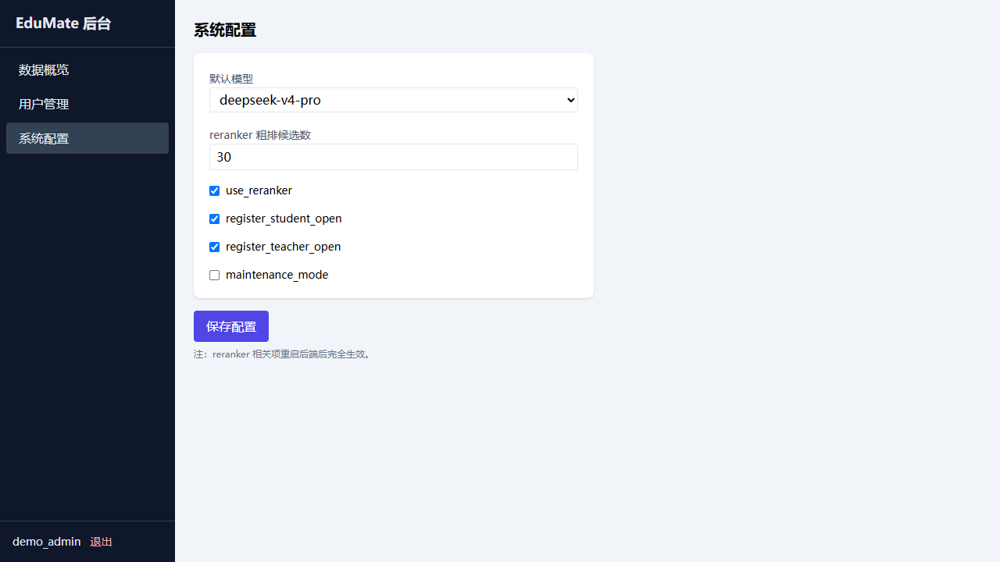 EduMate 后台
数据概览
用户管理
系统配置
demo_admin 退出
系统配置
默认模型
deepseek-v4-pro
reranker 粗排候选数
30
use_reranker
register_student_open
register_teacher_open
maintenance_mode
保存配置
注：reranker 相关项重启后端后完全生效。